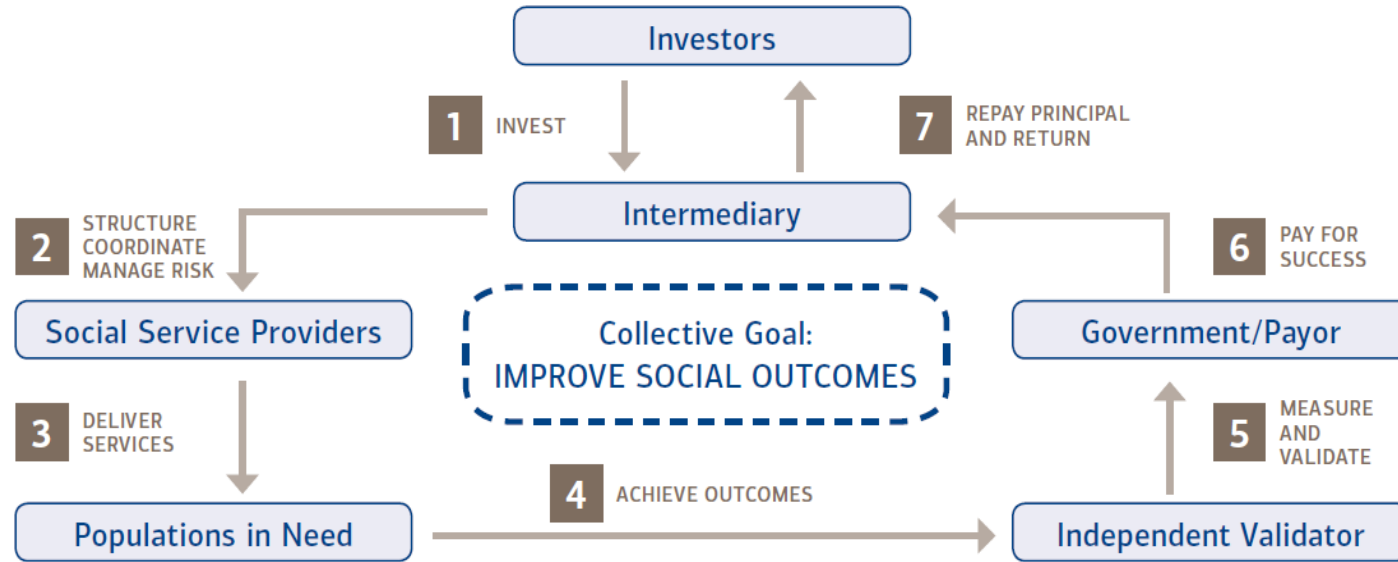 Investors
1
INVEST
7
REPAY PRINCIPAL
AND RETURN
Intermediary
2
STRUCTURE
COORDINATE
MANAGE RISK
6
PAY FOR
SUCCESS
Social Service Providers
Collective Goal:
IMPROVE SOCIAL OUTCOMES
Government/Payor
3
DELIVER
SERVICES
5
MEASURE
AND
VALIDATE
4
ACHIEVE OUTCOMES
Populations in Need
Independent Validator